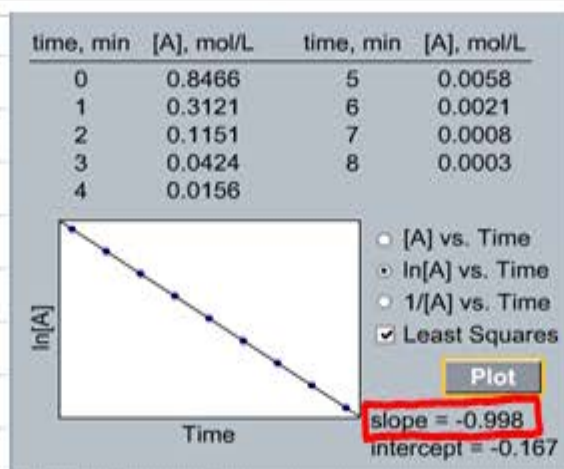 time, min [A], mol/L time, min [A], mol/L
0 0.8466 5 0.0058
1 0.3121 6 0.0021
2 0.1151 7 0.0008
3 0.0424 8 0.0003
4 0.0156
[A] vs. Time
ln[A] vs. Time
1/[A] vs. Time
Least Squares
Plot
ln[A]
Time
slope = -0.998
intercept = -0.167